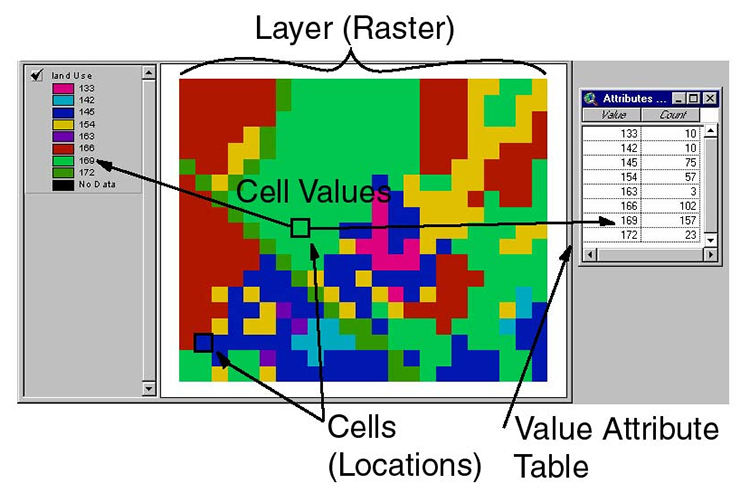 Layer (Raster)
land Use
133
142
145
154
163
166
169
172
No Data
Cell Values
Attributes ...
Value Count
133 10
142 10
145 75
154 57
163 3
166 102
169 157
172 23
Cells
(Locations)
Value Attribute
Table